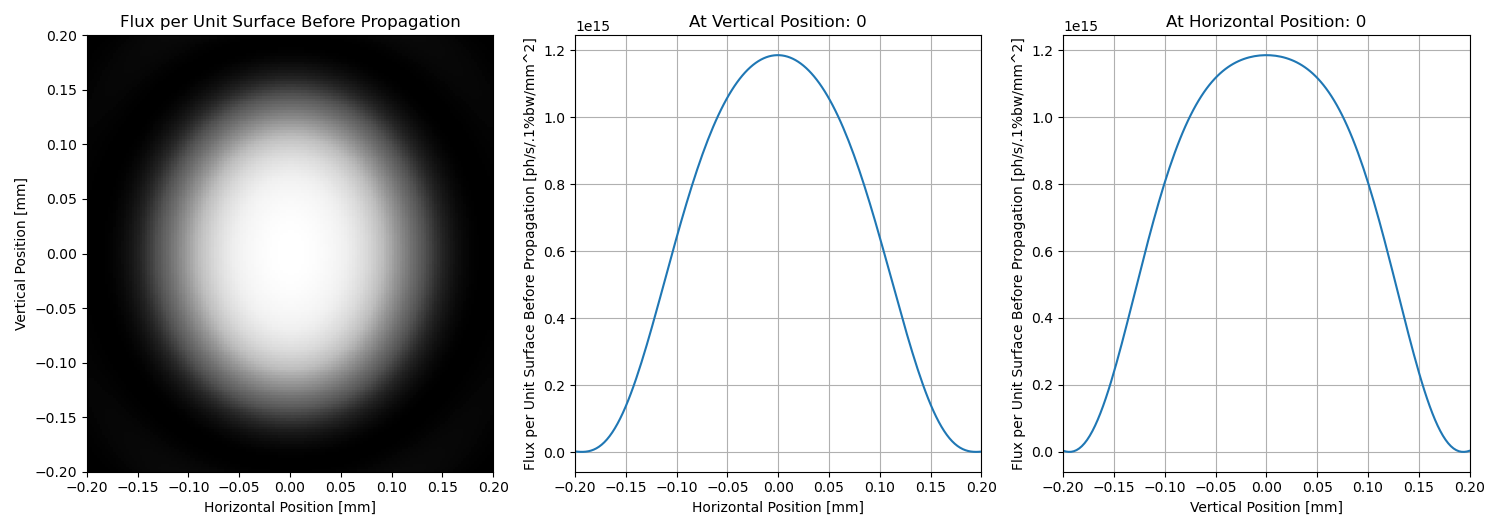 Flux per Unit Surface Before Propagation
0.20
0.15
0.10
0.05
0.00
−0.05
−0.10
−0.15
−0.20
Vertical Position [mm]
−0.20 −0.15 −0.10 −0.05 0.00 0.05 0.10 0.15 0.20
Horizontal Position [mm]
At Vertical Position: 0
1e15
1.2
1.0
0.8
0.6
0.4
0.2
0.0
Flux per Unit Surface Before Propagation [ph/s/.1%bw/mm^2]
−0.20 −0.15 −0.10 −0.05 0.00 0.05 0.10 0.15 0.20
Horizontal Position [mm]
At Horizontal Position: 0
1e15
1.2
1.0
0.8
0.6
0.4
0.2
0.0
Flux per Unit Surface Before Propagation [ph/s/.1%bw/mm^2]
−0.20 −0.15 −0.10 −0.05 0.00 0.05 0.10 0.15 0.20
Vertical Position [mm]